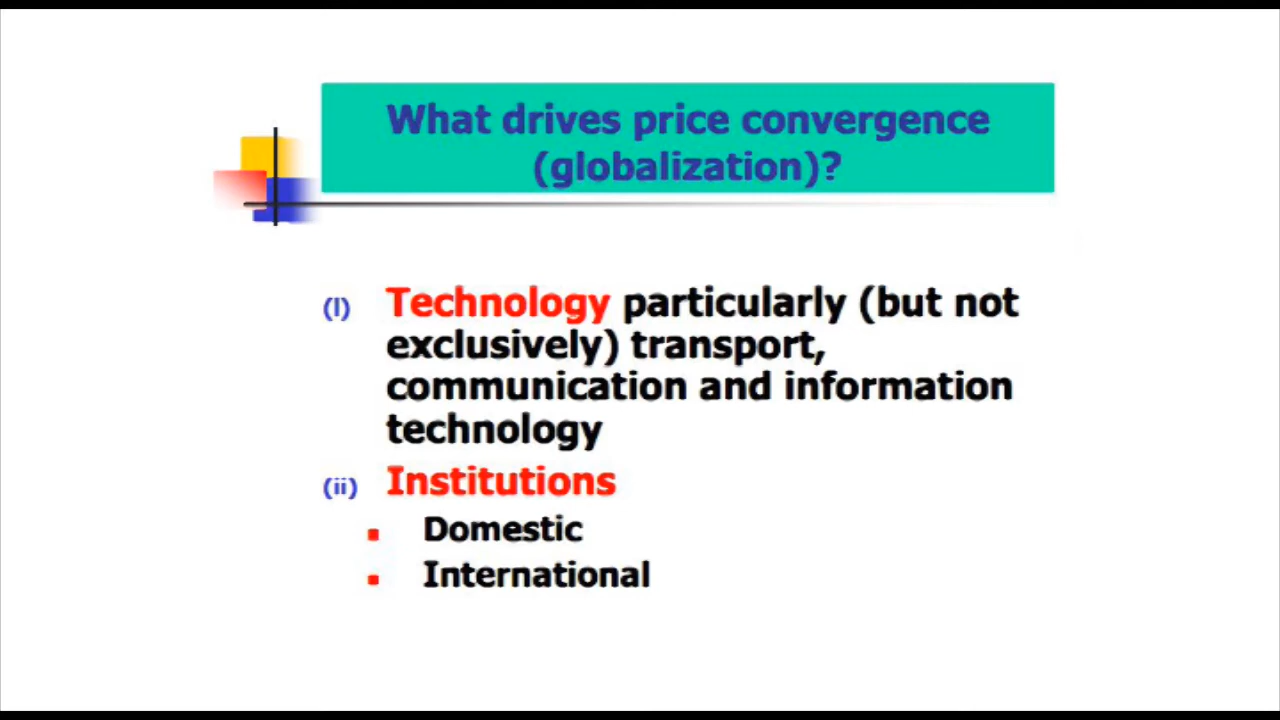 What drives price convergence
(globalization)?
(I) Technology particularly (but not
exclusively) transport,
communication and information
technology
(ii) Institutions
▪ Domestic
▪ International